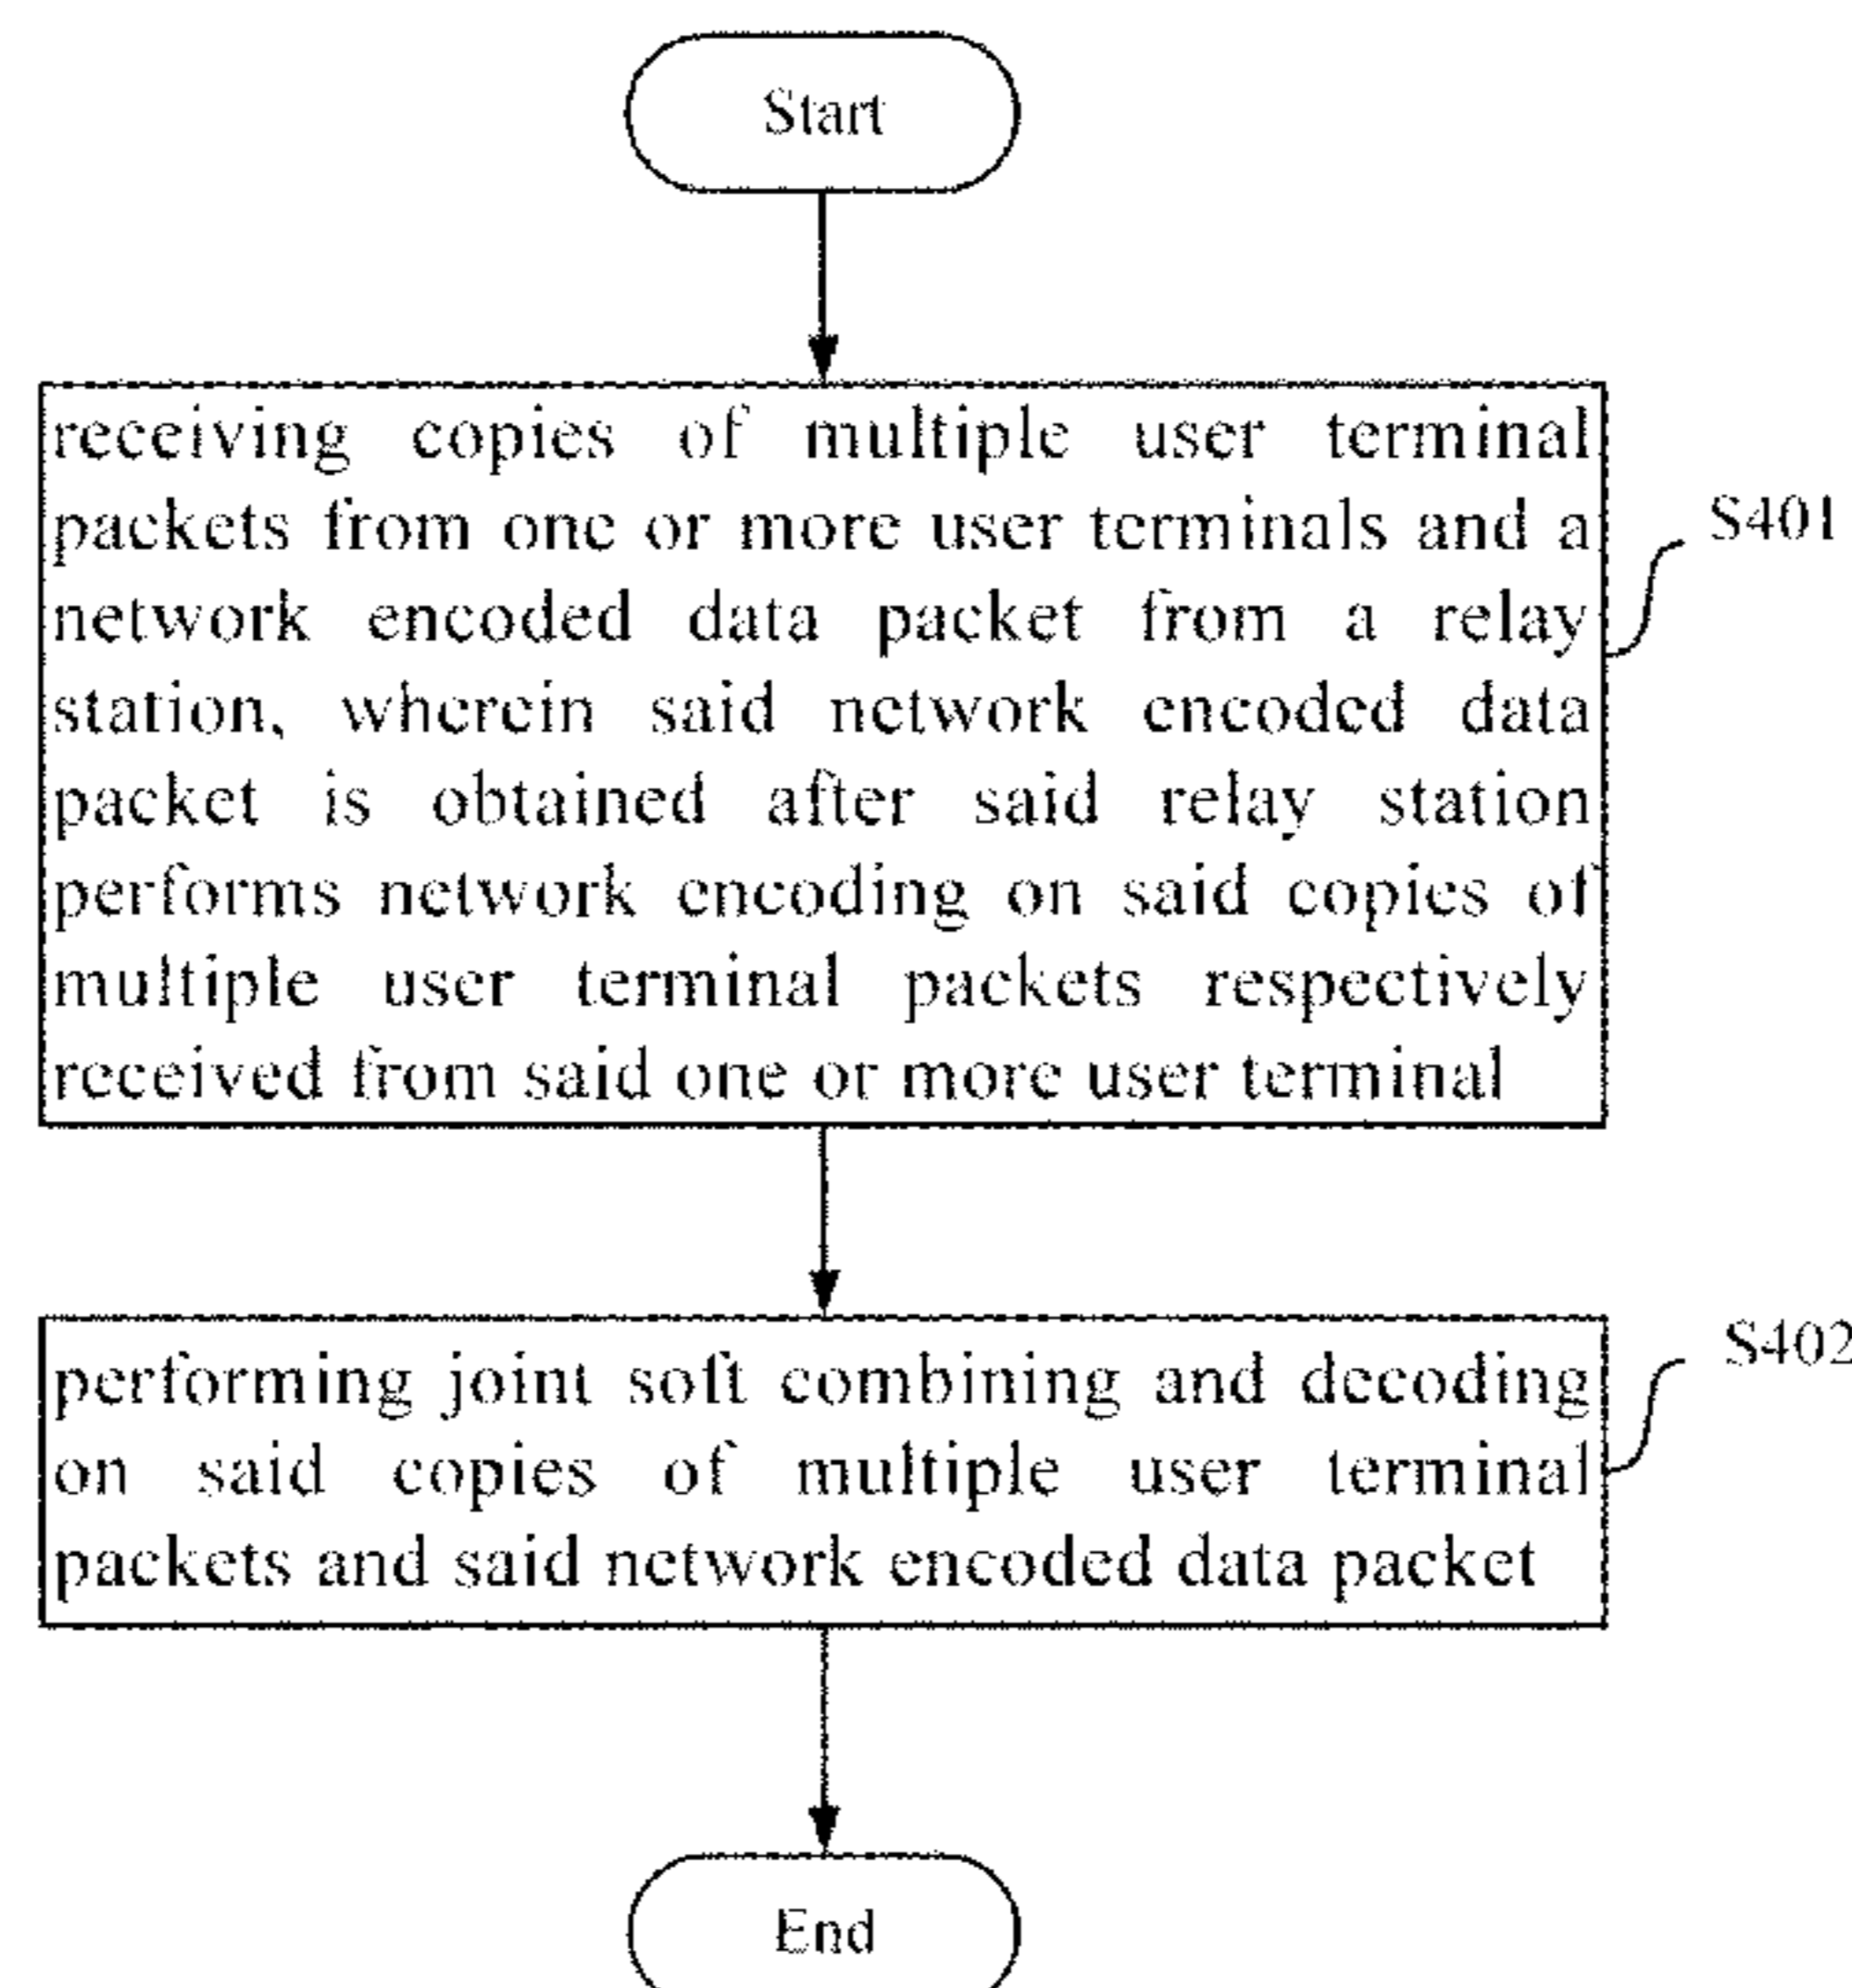 Start
receiving copies of multiple user terminal
packets from one or more user terminals and a
network encoded data packet from a relay
station, wherein said network encoded data
packet is obtained after said relay station
performs network encoding on said copies of
multiple user terminal packets respectively
received from said one or more user terminal
S401
performing joint soft combining and decoding
on said copies of multiple user terminal
packets and said network encoded data packet
S402
End